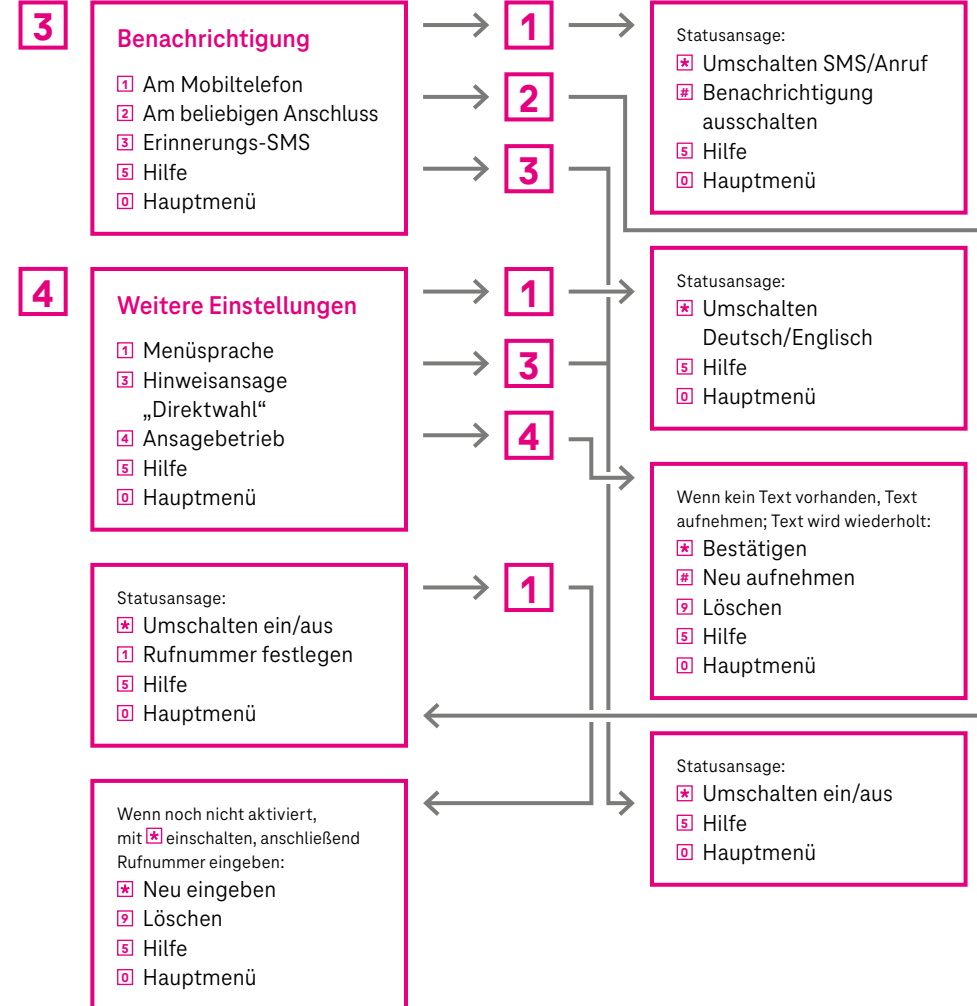 3
Benachrichtigung
1 Am Mobiltelefon
2 Am beliebigen Anschluss
3 Erinnerungs-SMS
5 Hilfe
0 Hauptmenü
1
2
3
Statusansage:
* Umschalten SMS/Anruf
# Benachrichtigung
ausschalten
5 Hilfe
0 Hauptmenü
4
Weitere Einstellungen
1 Menüsprache
3 Hinweisansage
„Direktwahl“
4 Ansagebetrieb
5 Hilfe
0 Hauptmenü
1
3
4
Statusansage:
* Umschalten
Deutsch/Englisch
5 Hilfe
0 Hauptmenü
Wenn kein Text vorhanden, Text
aufnehmen; Text wird wiederholt:
* Bestätigen
# Neu aufnehmen
9 Löschen
5 Hilfe
0 Hauptmenü
Statusansage:
* Umschalten ein/aus
1 Rufnummer festlegen
5 Hilfe
0 Hauptmenü
1
Statusansage:
* Umschalten ein/aus
5 Hilfe
0 Hauptmenü
Wenn noch nicht aktiviert,
mit * einschalten, anschließend
Rufnummer eingeben:
* Neu eingeben
9 Löschen
5 Hilfe
0 Hauptmenü